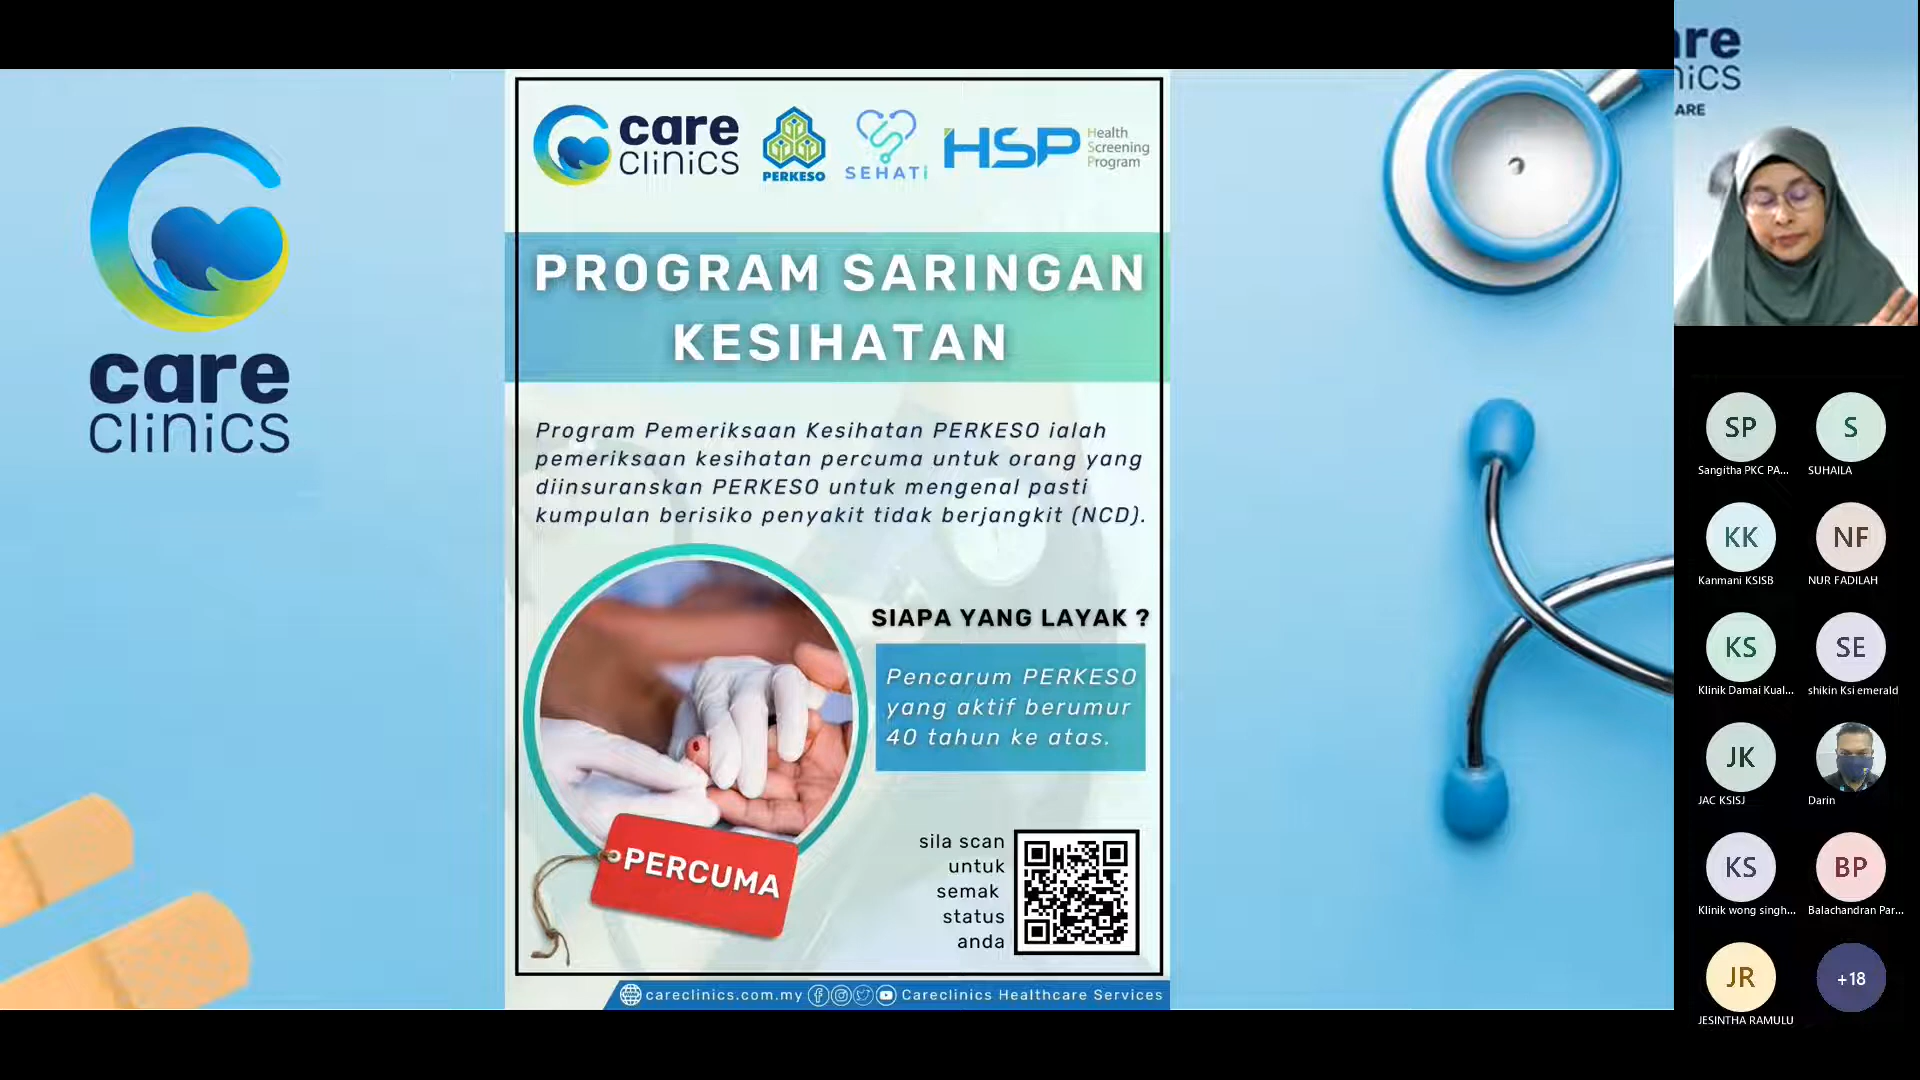 care
clinics
care
clinics
PERKESO
SEHATi
HSP
Health
Screening
Program
PROGRAM SARINGAN
KESIHATAN
Program Pemeriksaan Kesihatan PERKESO ialah
pemeriksaan kesihatan percuma untuk orang yang
diinsuranskan PERKESO untuk mengenal pasti
kumpulan berisiko penyakit tidak berjangkit (NCD).
SIAPA YANG LAYAK ?
Pencarum PERKESO
yang aktif berumur
40 tahun ke atas.
PERCUMA
sila scan
untuk
semak
status
anda
careclinics.com.my
Careclinics Healthcare Services
are
nics
ARE
SP
Sangitha PKC PA...
S
SUHAILA
KK
Kanmani KSISB
NF
NUR FADILAH
KS
Klinik Damai Kual...
SE
shikin Ksi emerald
JK
JAC KSISJ
Darin
KS
Klinik wong singh...
BP
Balachandran Par...
JR
JESINTHA RAMULU
+18